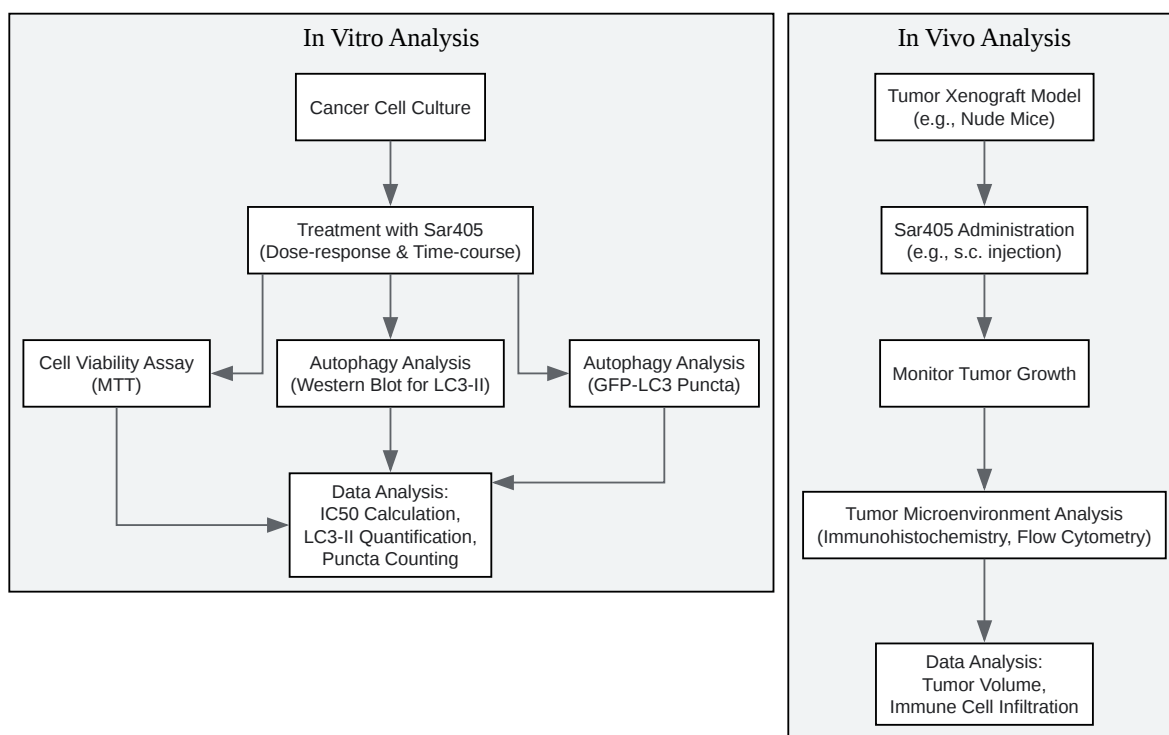 In Vitro Analysis
Cancer Cell Culture
Treatment with Sar405
(Dose-response & Time-course)
Cell Viability Assay
(MTT)
Autophagy Analysis
(Western Blot for LC3-II)
Autophagy Analysis
(GFP-LC3 Puncta)
Data Analysis:
IC50 Calculation,
LC3-II Quantification,
Puncta Counting
In Vivo Analysis
Tumor Xenograft Model
(e.g., Nude Mice)
Sar405 Administration
(e.g., s.c. injection)
Monitor Tumor Growth
Tumor Microenvironment Analysis
(Immunohistochemistry, Flow Cytometry)
Data Analysis:
Tumor Volume,
Immune Cell Infiltration